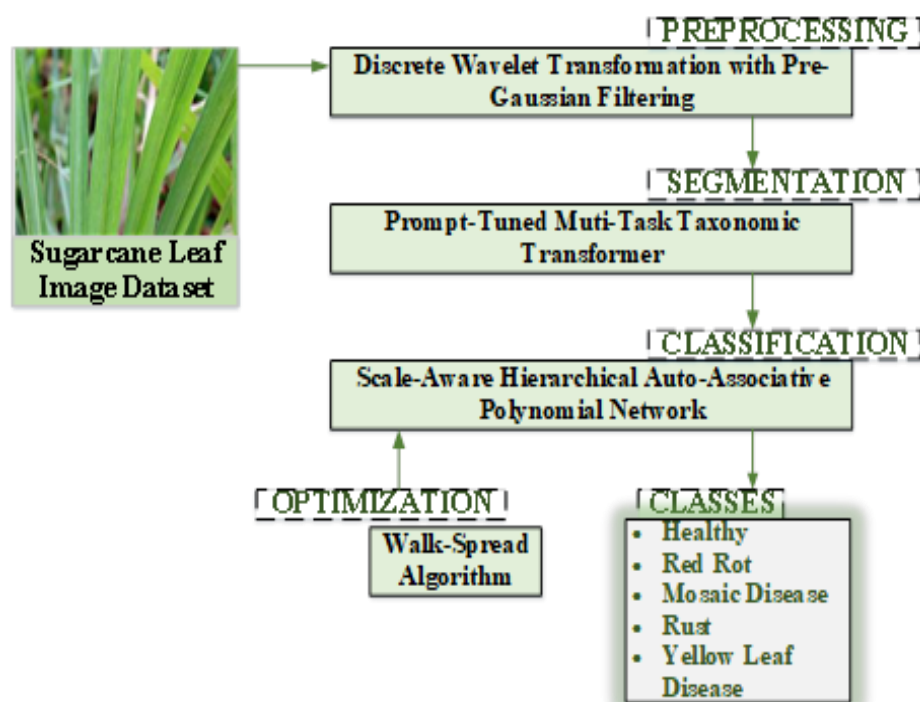 PREPROCESSING
Discrete Wavelet Transformation with Pre-
Gaussian Filtering
SEGMENTATION
Prompt-Tuned Muti-Task Taxonomic
Transformer
Sugarcane Leaf
Image Dataset
CLASSIFICATION
Scale-Aware Hierarchical Auto-Associative
Polynomial Network
OPTIMIZATION
Walk-Spread
Algorithm
CLASSES
• Healthy
• Red Rot
• Mosaic Disease
• Rust
• Yellow Leaf
Disease